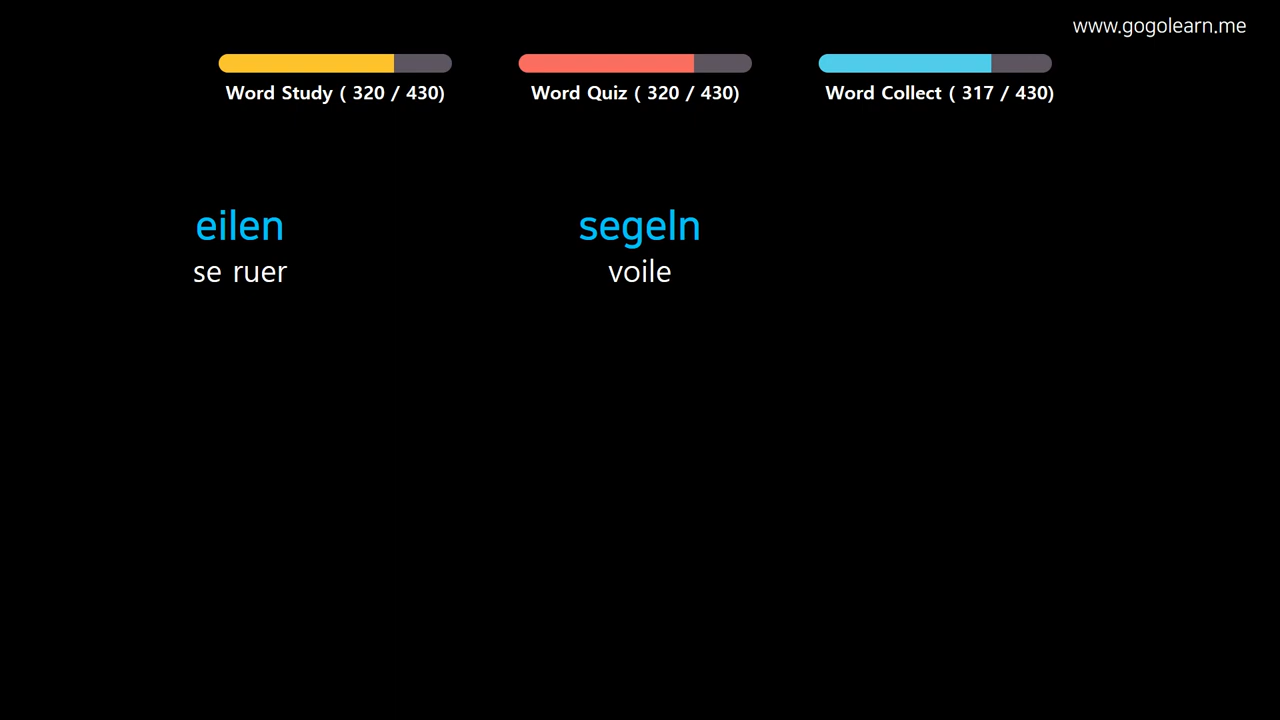 www.gogolearn.me
Word Study ( 320 / 430)
Word Quiz ( 320 / 430)
Word Collect ( 317 / 430)
eilen
se ruer
segeln
voile